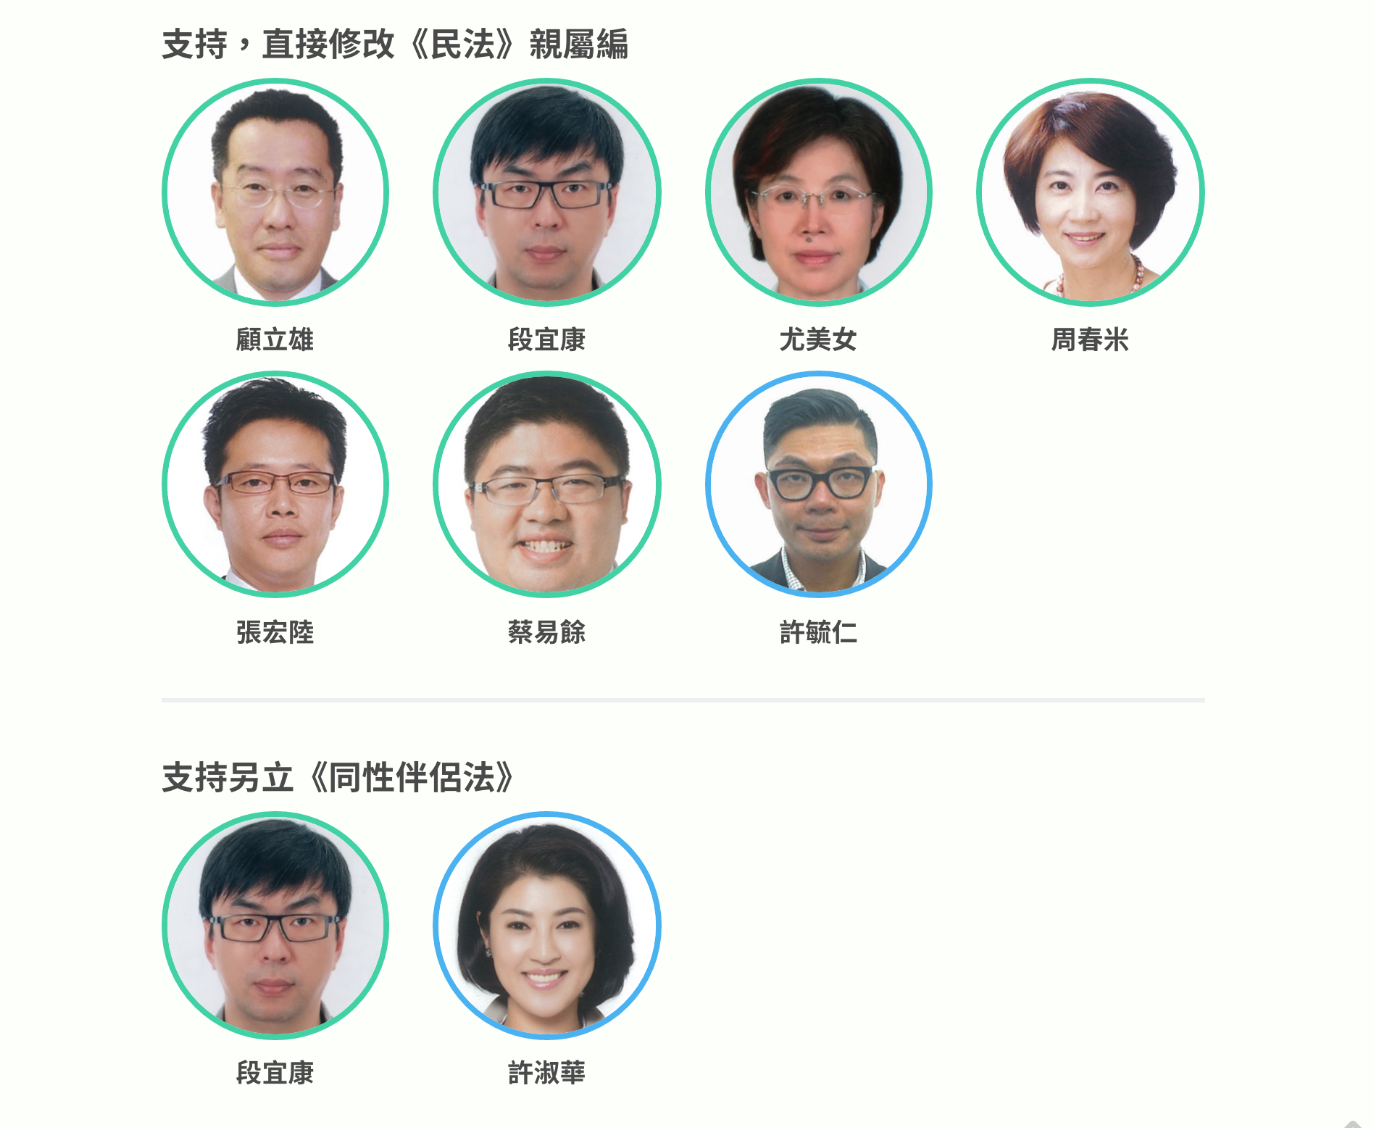 支持，直接修改《民法》親屬編
顧立雄 段宜康 尤美女 周春米
張宏陸 蔡易餘 許毓仁
支持另立《同性伴侶法》
段宜康 許淑華